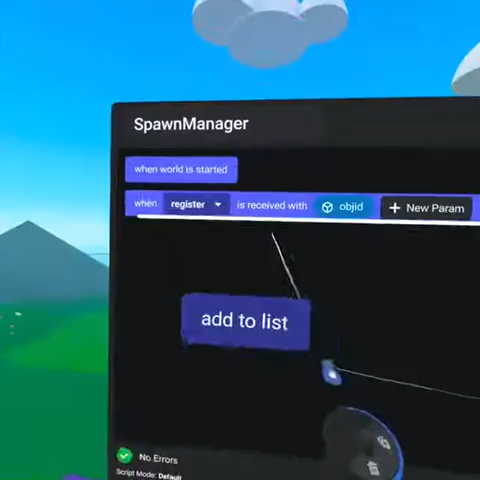 SpawnManager
when world is started
when register is received with objid + New Param
add to list
No Errors
Script Mode: Default